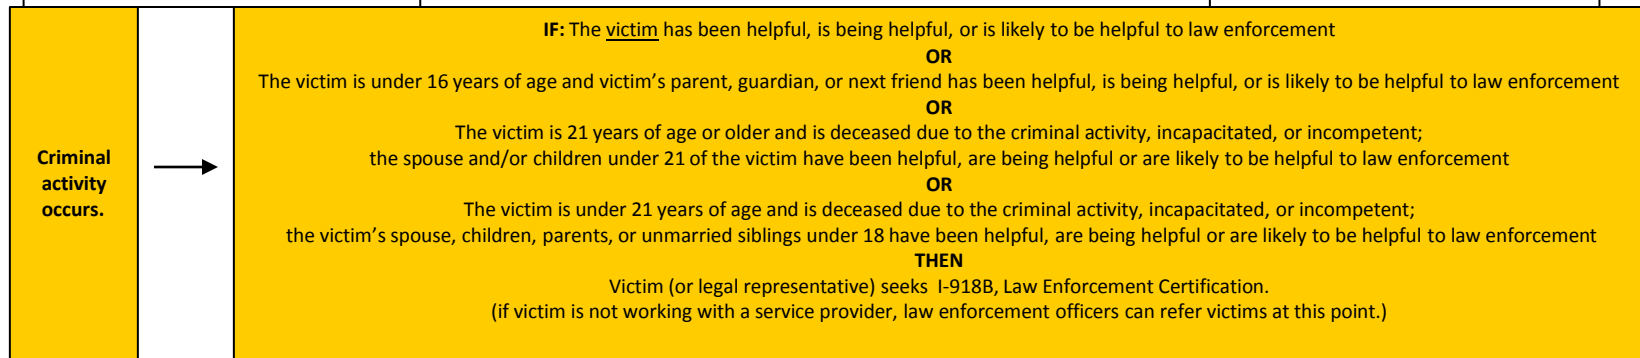 Criminal
activity
occurs.
IF: The victim has been helpful, is being helpful, or is likely to be helpful to law enforcement
OR
The victim is under 16 years of age and victim’s parent, guardian, or next friend has been helpful, is being helpful, or is likely to be helpful to law enforcement
OR
The victim is 21 years of age or older and is deceased due to the criminal activity, incapacitated, or incompetent;
the spouse and/or children under 21 of the victim have been helpful, are being helpful or are likely to be helpful to law enforcement
OR
The victim is under 21 years of age and is deceased due to the criminal activity, incapacitated, or incompetent;
the victim’s spouse, children, parents, or unmarried siblings under 18 have been helpful, are being helpful or are likely to be helpful to law enforcement
THEN
Victim (or legal representative) seeks I-918B, Law Enforcement Certification.
(if victim is not working with a service provider, law enforcement officers can refer victims at this point.)